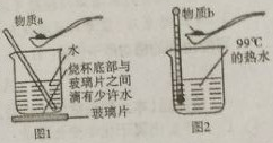 物质a
水
烧杯底部与
玻璃片之间
滴有少许水
玻璃片
图1
物质b
99℃
的热水
图2